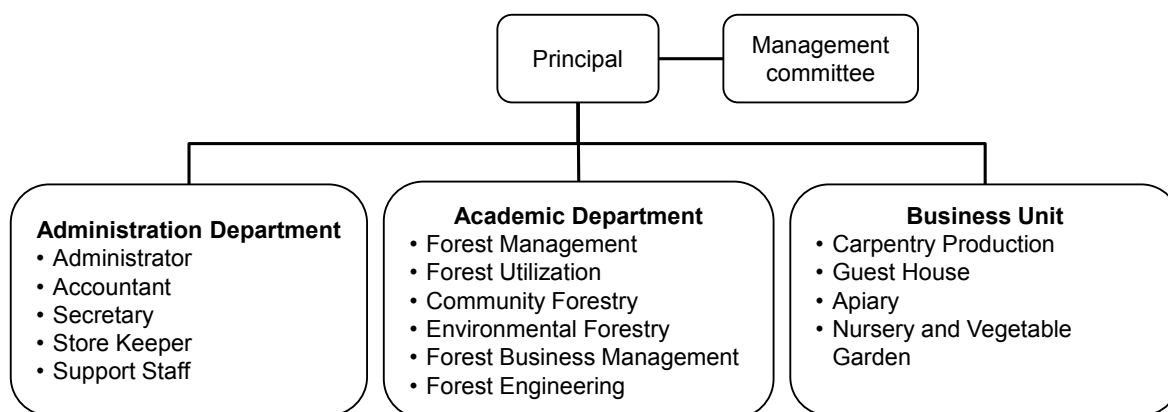 Principal
Management
committee
Administration Department
• Administrator
• Accountant
• Secretary
• Store Keeper
• Support Staff
Academic Department
• Forest Management
• Forest Utilization
• Community Forestry
• Environmental Forestry
• Forest Business Management
• Forest Engineering
Business Unit
• Carpentry Production
• Guest House
• Apiary
• Nursery and Vegetable
Garden